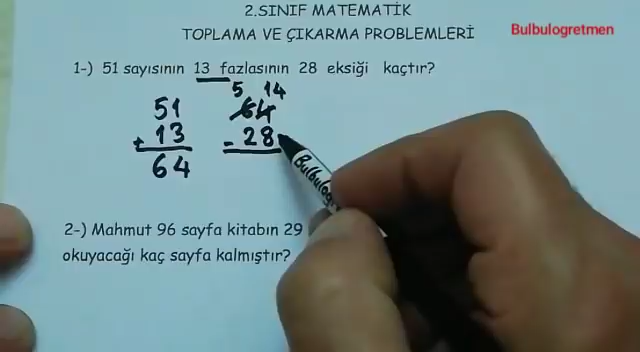 2.SINIF MATEMATİK
Bulbulogretmen
TOPLAMA VE ÇIKARMA PROBLEMLERİ
1-) 51 sayısının 13 fazlasının 28 eksiği kaçtır?
5 14
51 64
+ 13 - 28
64
2-) Mahmut 96 sayfa kitabın 29
okuyacağı kaç sayfa kalmıştır?